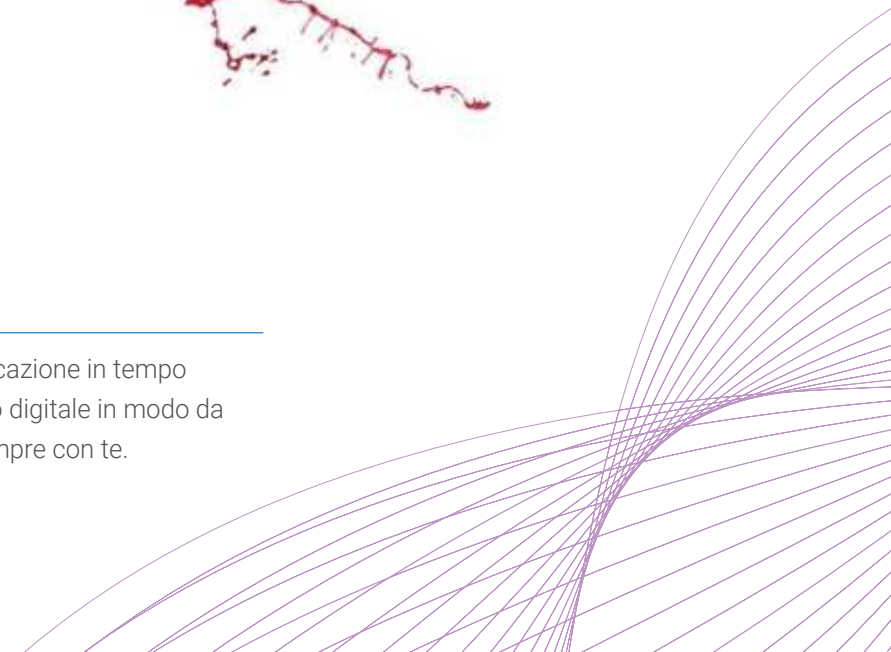 cazione in tempo
o digitale in modo da
mpre con te.